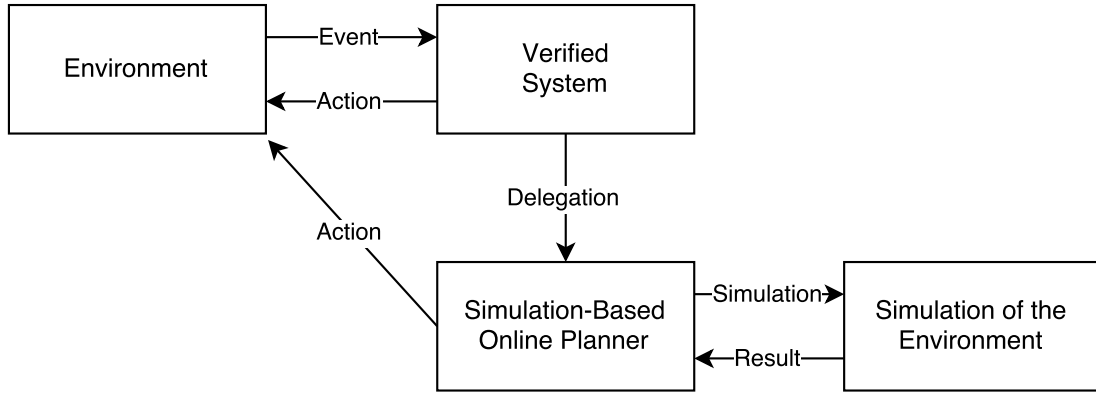 Environment
Event
Action
Verified
System
Delegation
Action
Simulation-Based
Online Planner
Simulation
Result
Simulation of the
Environment